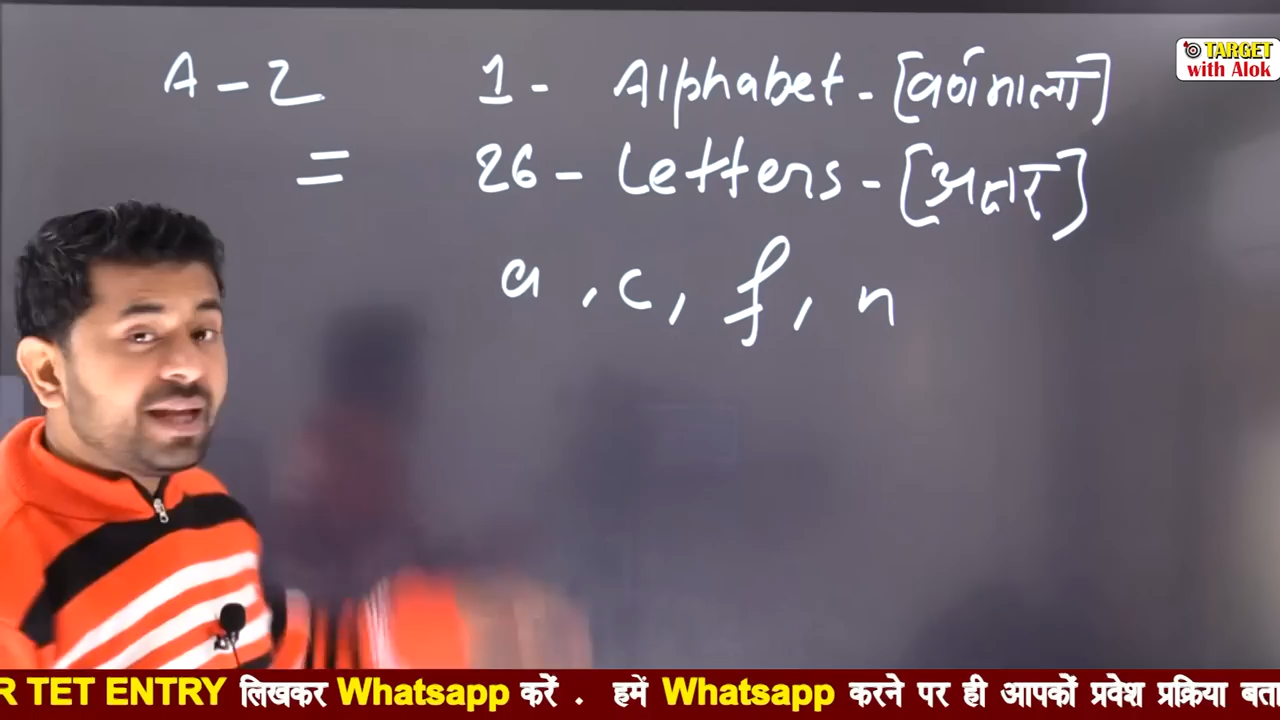 A - Z 1 - Alphabet - [वर्णमाला]
= 26 - Letters - [अक्षर]
a , c , f , n
TARGET
with Alok
R TET ENTRY लिखकर Whatsapp करें . हमें Whatsapp करने पर ही आपकों प्रवेश प्रक्रिया बता